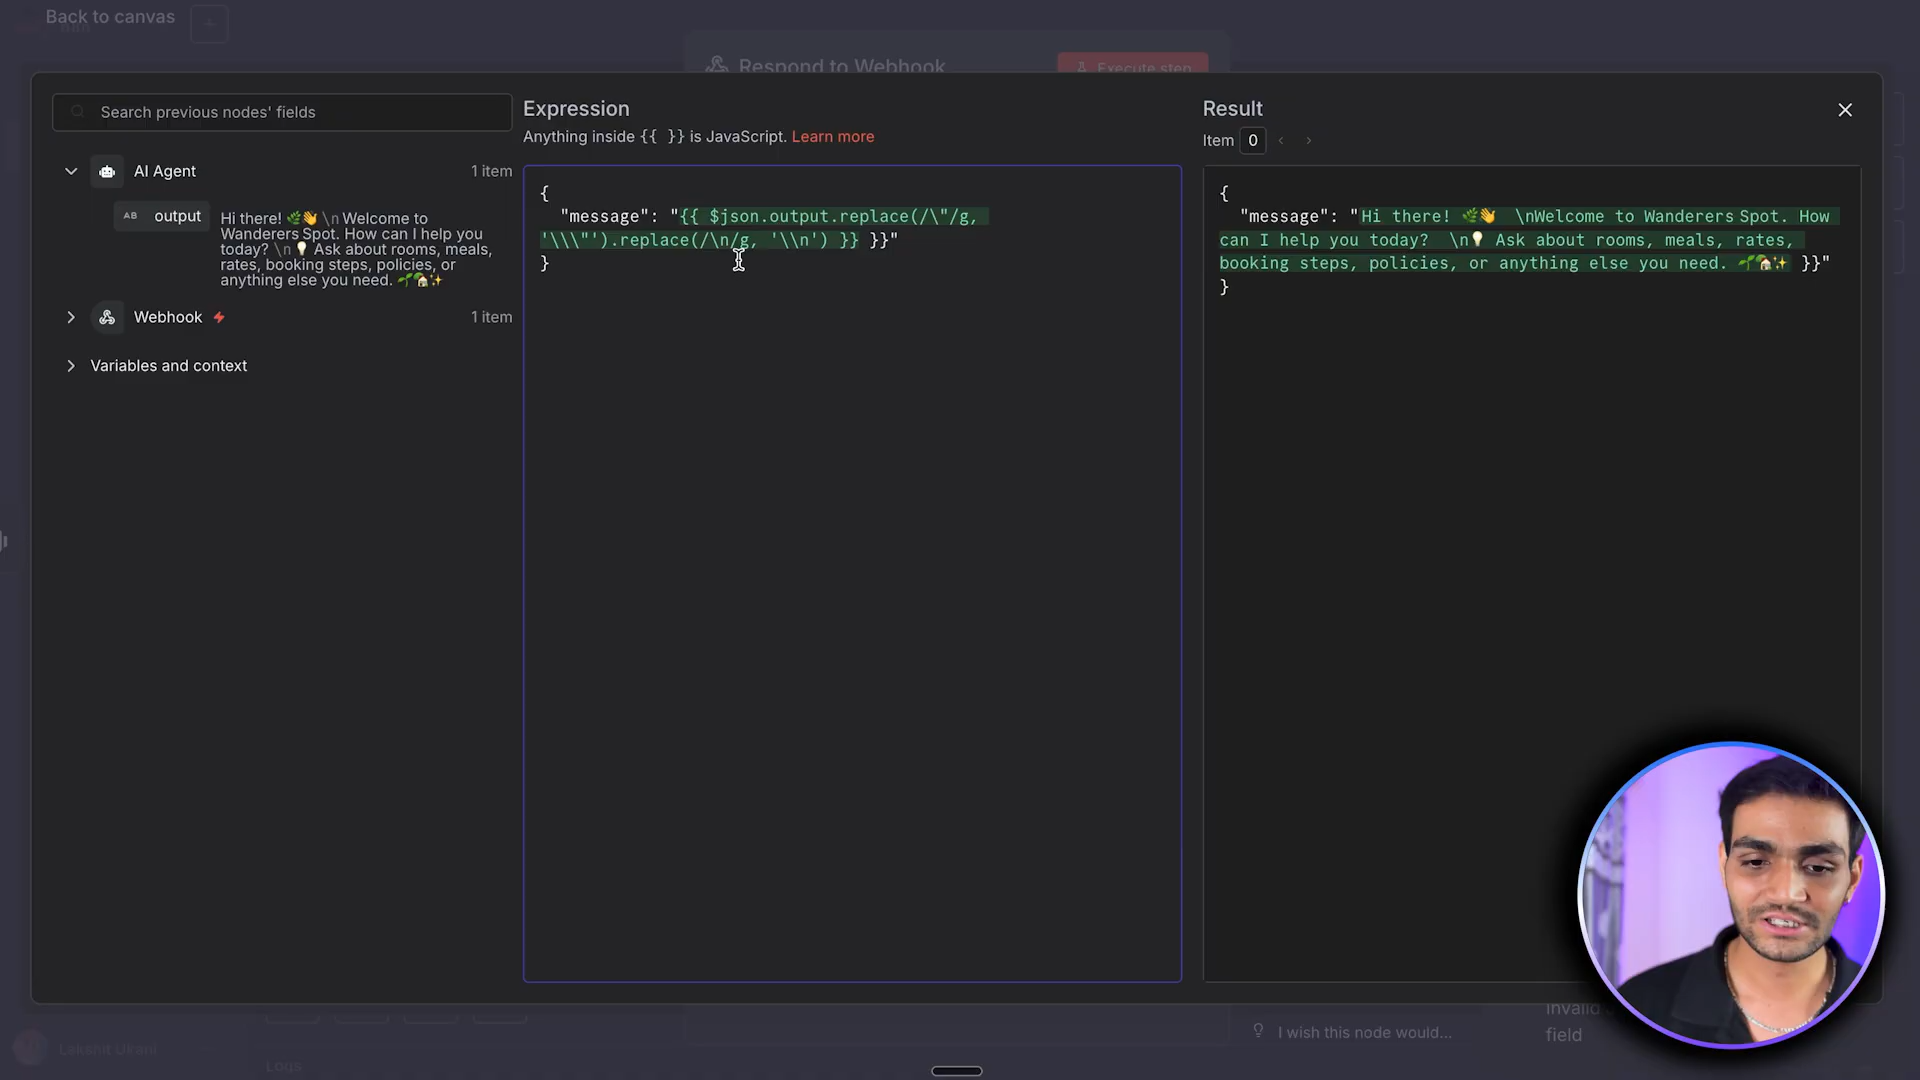 Back to canvas
Respond to Webhook
Execute step
Search previous nodes' fields
AI Agent
1 item
AB output
Hi there! 🌿👋 \n Welcome to
Wanderers Spot. How can I help you
today? \n💡 Ask about rooms, meals,
rates, booking steps, policies, or
anything else you need. 🌱🏡✨
Webhook
1 item
Variables and context
Expression
Anything inside {{ }} is JavaScript. Learn more
{
"message": "{{ $json.output.replace(/\"/g,
'\\\"').replace(/\n/g, '\\n') }} }}"
}
Result
Item 0
{
"message": "Hi there! 🌿👋 \nWelcome to Wanderers Spot. How
can I help you today? \n💡 Ask about rooms, meals, rates,
booking steps, policies, or anything else you need. 🌱🏡✨ }}"
}
I wish this node would...
Invalid
field
Logs